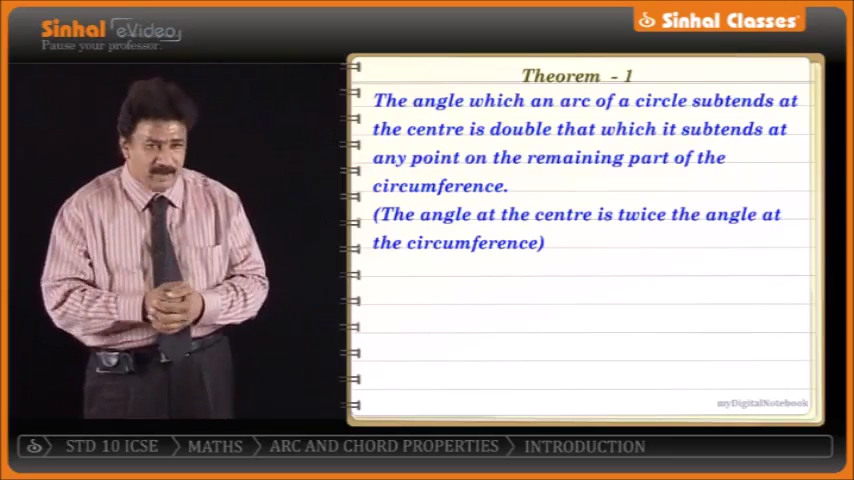 Sinhal eVideo
Pause your professor.
Sinhal Classes
Theorem - 1
The angle which an arc of a circle subtends at
the centre is double that which it subtends at
any point on the remaining part of the
circumference.
(The angle at the centre is twice the angle at
the circumference)
myDigitalNotebook
STD 10 ICSE
MATHS
ARC AND CHORD PROPERTIES
INTRODUCTION